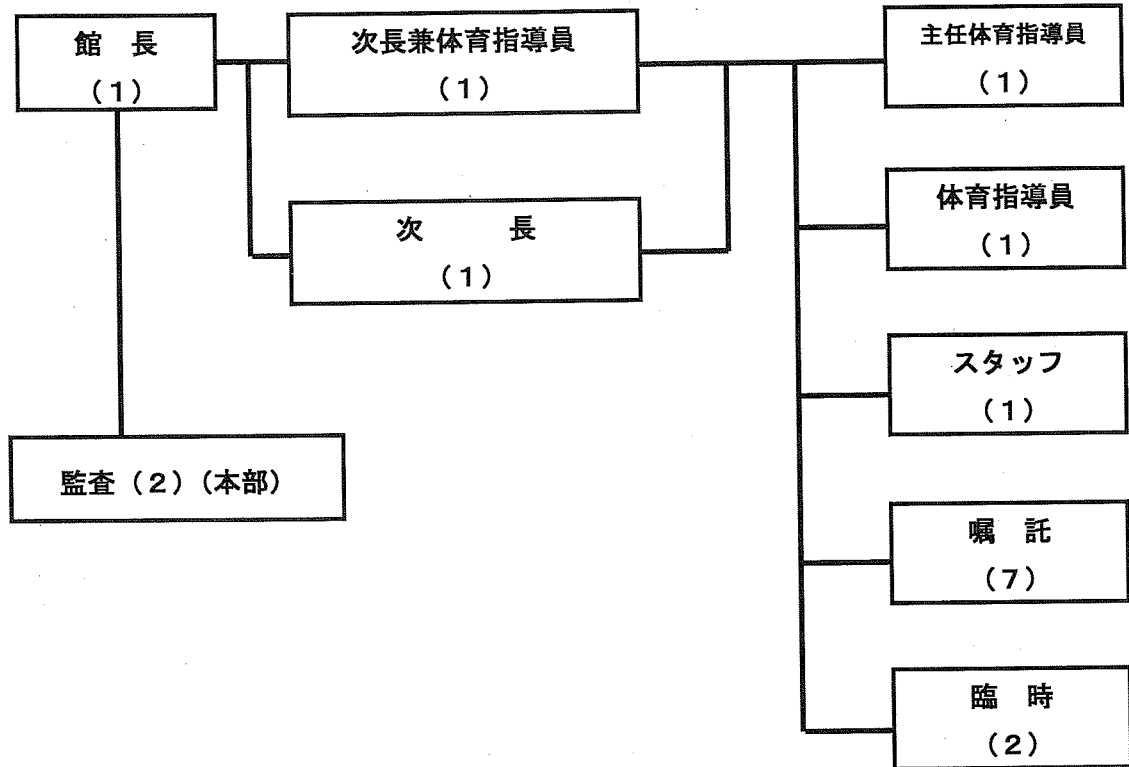 館　長
（１）
次長兼体育指導員
（１）
次　　長
（１）
監査（２）（本部）
主任体育指導員
（１）
体育指導員
（１）
スタッフ
（１）
嘱　託
（７）
臨　時
（２）